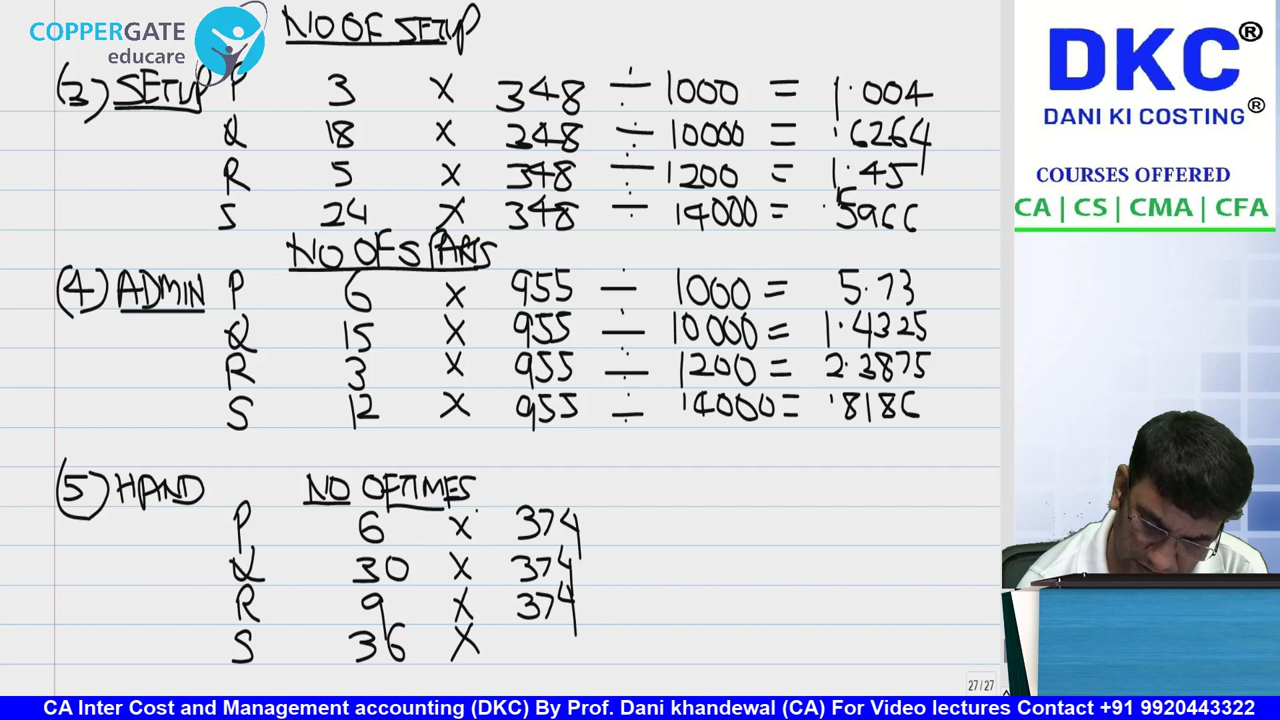 COPPERGATE
educare
NO OF SETUP
(3) SETUP P 3 X 348 ÷ 1000 = 1.044
Q 18 X 248 ÷ 10000 = .6264
R 5 X 348 ÷ 1200 = 1.45
S 24 X 348 ÷ 14000 = .5966
NO OF SPARTS
(4) ADMIN P 6 X 955 ÷ 1000 = 5.73
Q 15 X 955 ÷ 10000 = 1.4325
R 3 X 955 ÷ 1200 = 2.3875
S 12 X 955 ÷ 14000 = .8186
(5) HAND NO OF TIMES
P 6 X 374
Q 30 X 374
R 9 X 374
S 36 X
27/27
DKC®
DANI KI COSTING®
COURSES OFFERED
CA | CS | CMA | CFA
CA Inter Cost and Management accounting (DKC) By Prof. Dani khandewal (CA) For Video lectures Contact +91 9920443322